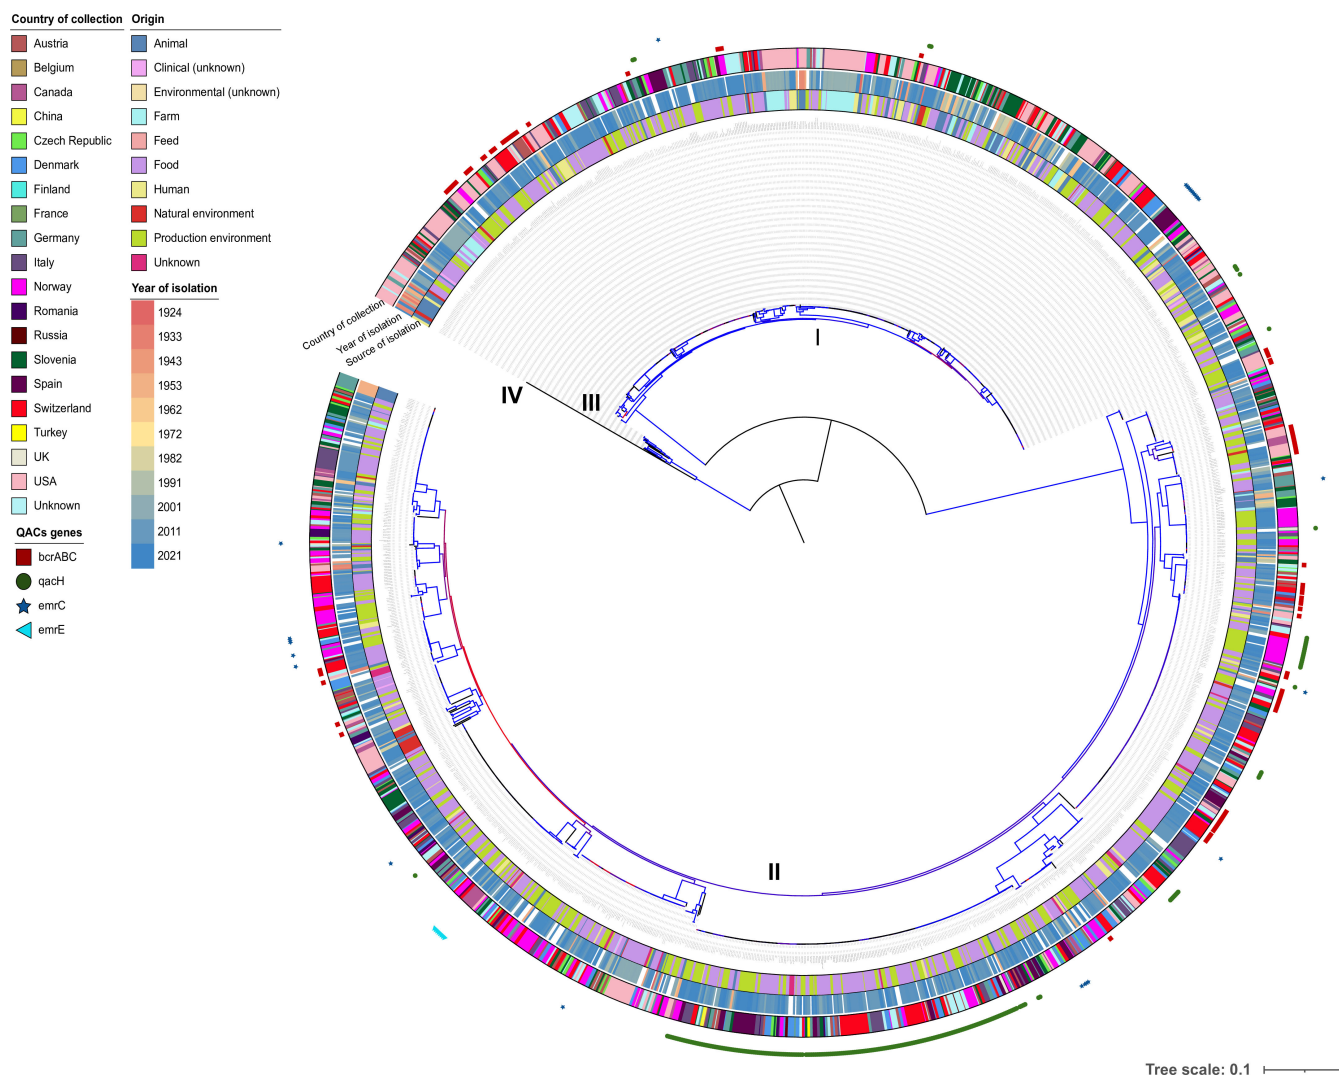 Country of collection
Austria
Belgium
Canada
China
Czech Republic
Denmark
Finland
France
Germany
Italy
Norway
Romania
Russia
Slovenia
Spain
Switzerland
Turkey
UK
USA
Unknown
QACs genes
bcrABC
qacH
emrC
emrE
Origin
Animal
Clinical (unknown)
Environmental (unknown)
Farm
Feed
Food
Human
Natural environment
Production environment
Unknown
Year of isolation
1924
1933
1943
1953
1962
1972
1982
1991
2001
2011
2021
Country of collection
Year of isolation
Source of isolation
I
IV
III
II
Tree scale: 0.1